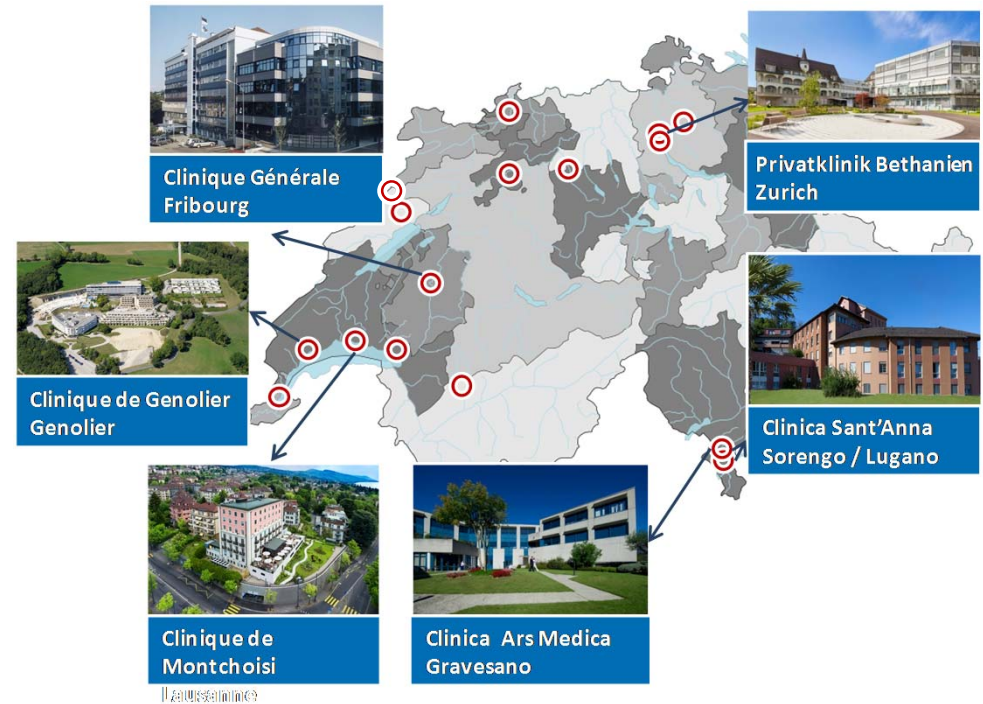 Clinique Générale
Fribourg
Privatklinik Bethanien
Zurich
Clinique de Genolier
Genolier
Clinica Sant’Anna
Sorengo / Lugano
Clinique de
Montchoisi
Lausanne
Clinica Ars Medica
Gravesano